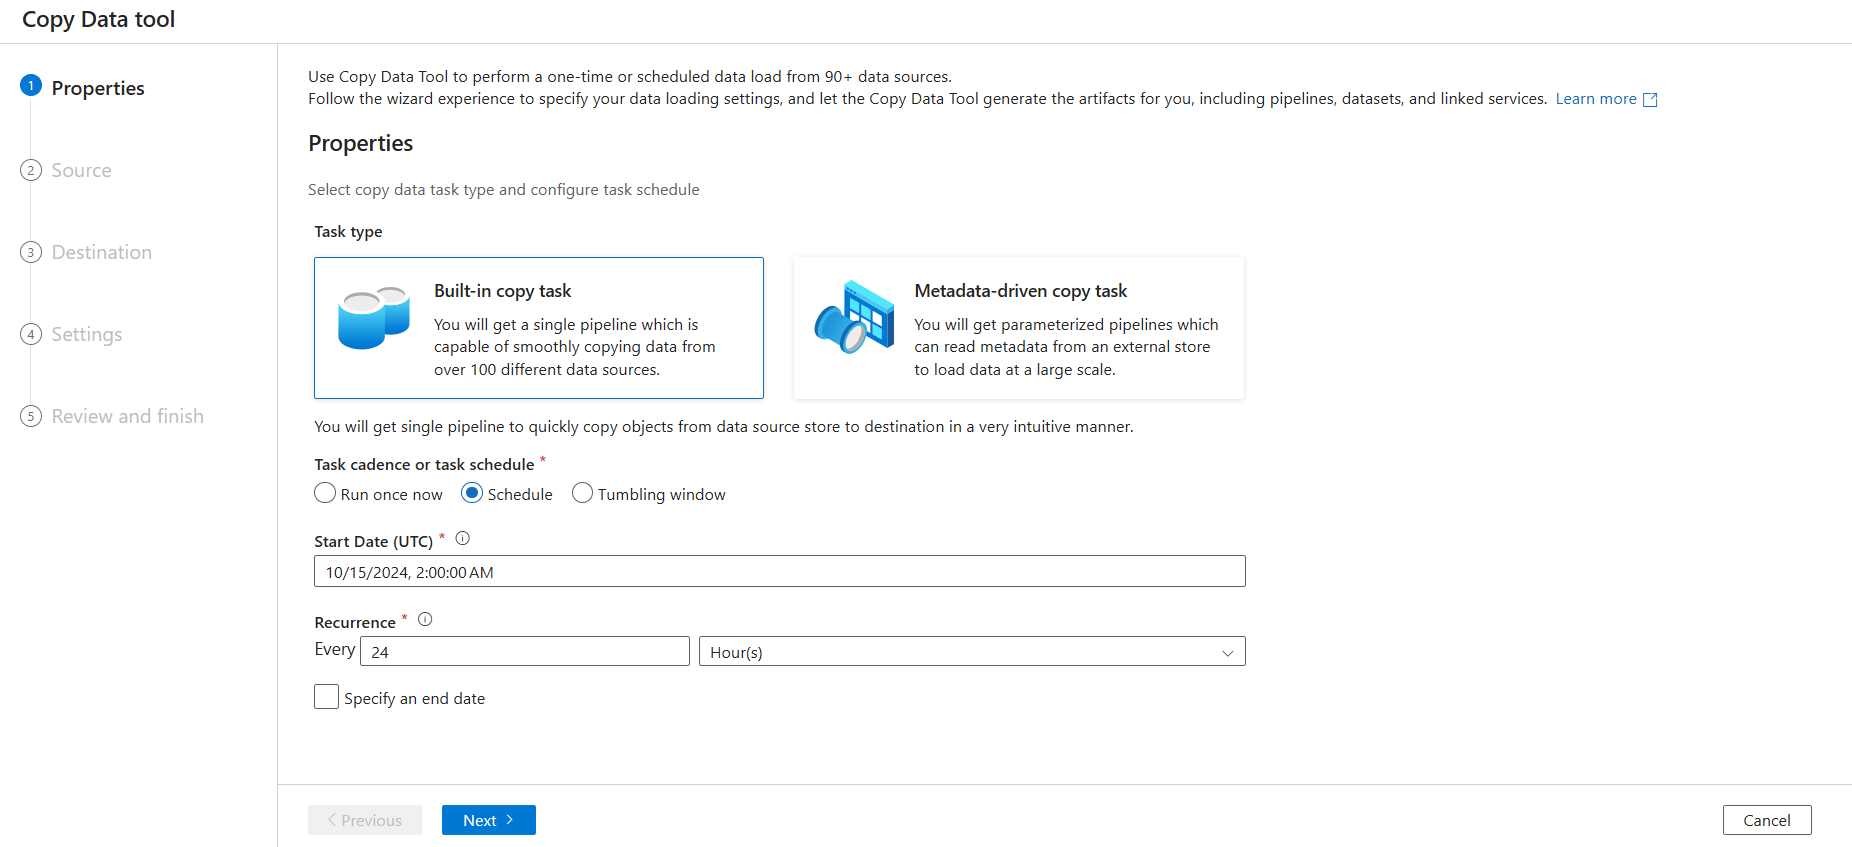 Copy Data tool
1 Properties
2 Source
3 Destination
4 Settings
5 Review and finish
Use Copy Data Tool to perform a one-time or scheduled data load from 90+ data sources.
Follow the wizard experience to specify your data loading settings, and let the Copy Data Tool generate the artifacts for you, including pipelines, datasets, and linked services. Learn more
Properties
Select copy data task type and configure task schedule
Task type
Built-in copy task
You will get a single pipeline which is
capable of smoothly copying data from
over 100 different data sources.
Metadata-driven copy task
You will get parameterized pipelines which
can read metadata from an external store
to load data at a large scale.
You will get single pipeline to quickly copy objects from data source store to destination in a very intuitive manner.
Task cadence or task schedule *
Run once now Schedule Tumbling window
Start Date (UTC) *
10/15/2024, 2:00:00 AM
Recurrence *
Every 24 Hour(s)
Specify an end date
Previous Next Cancel